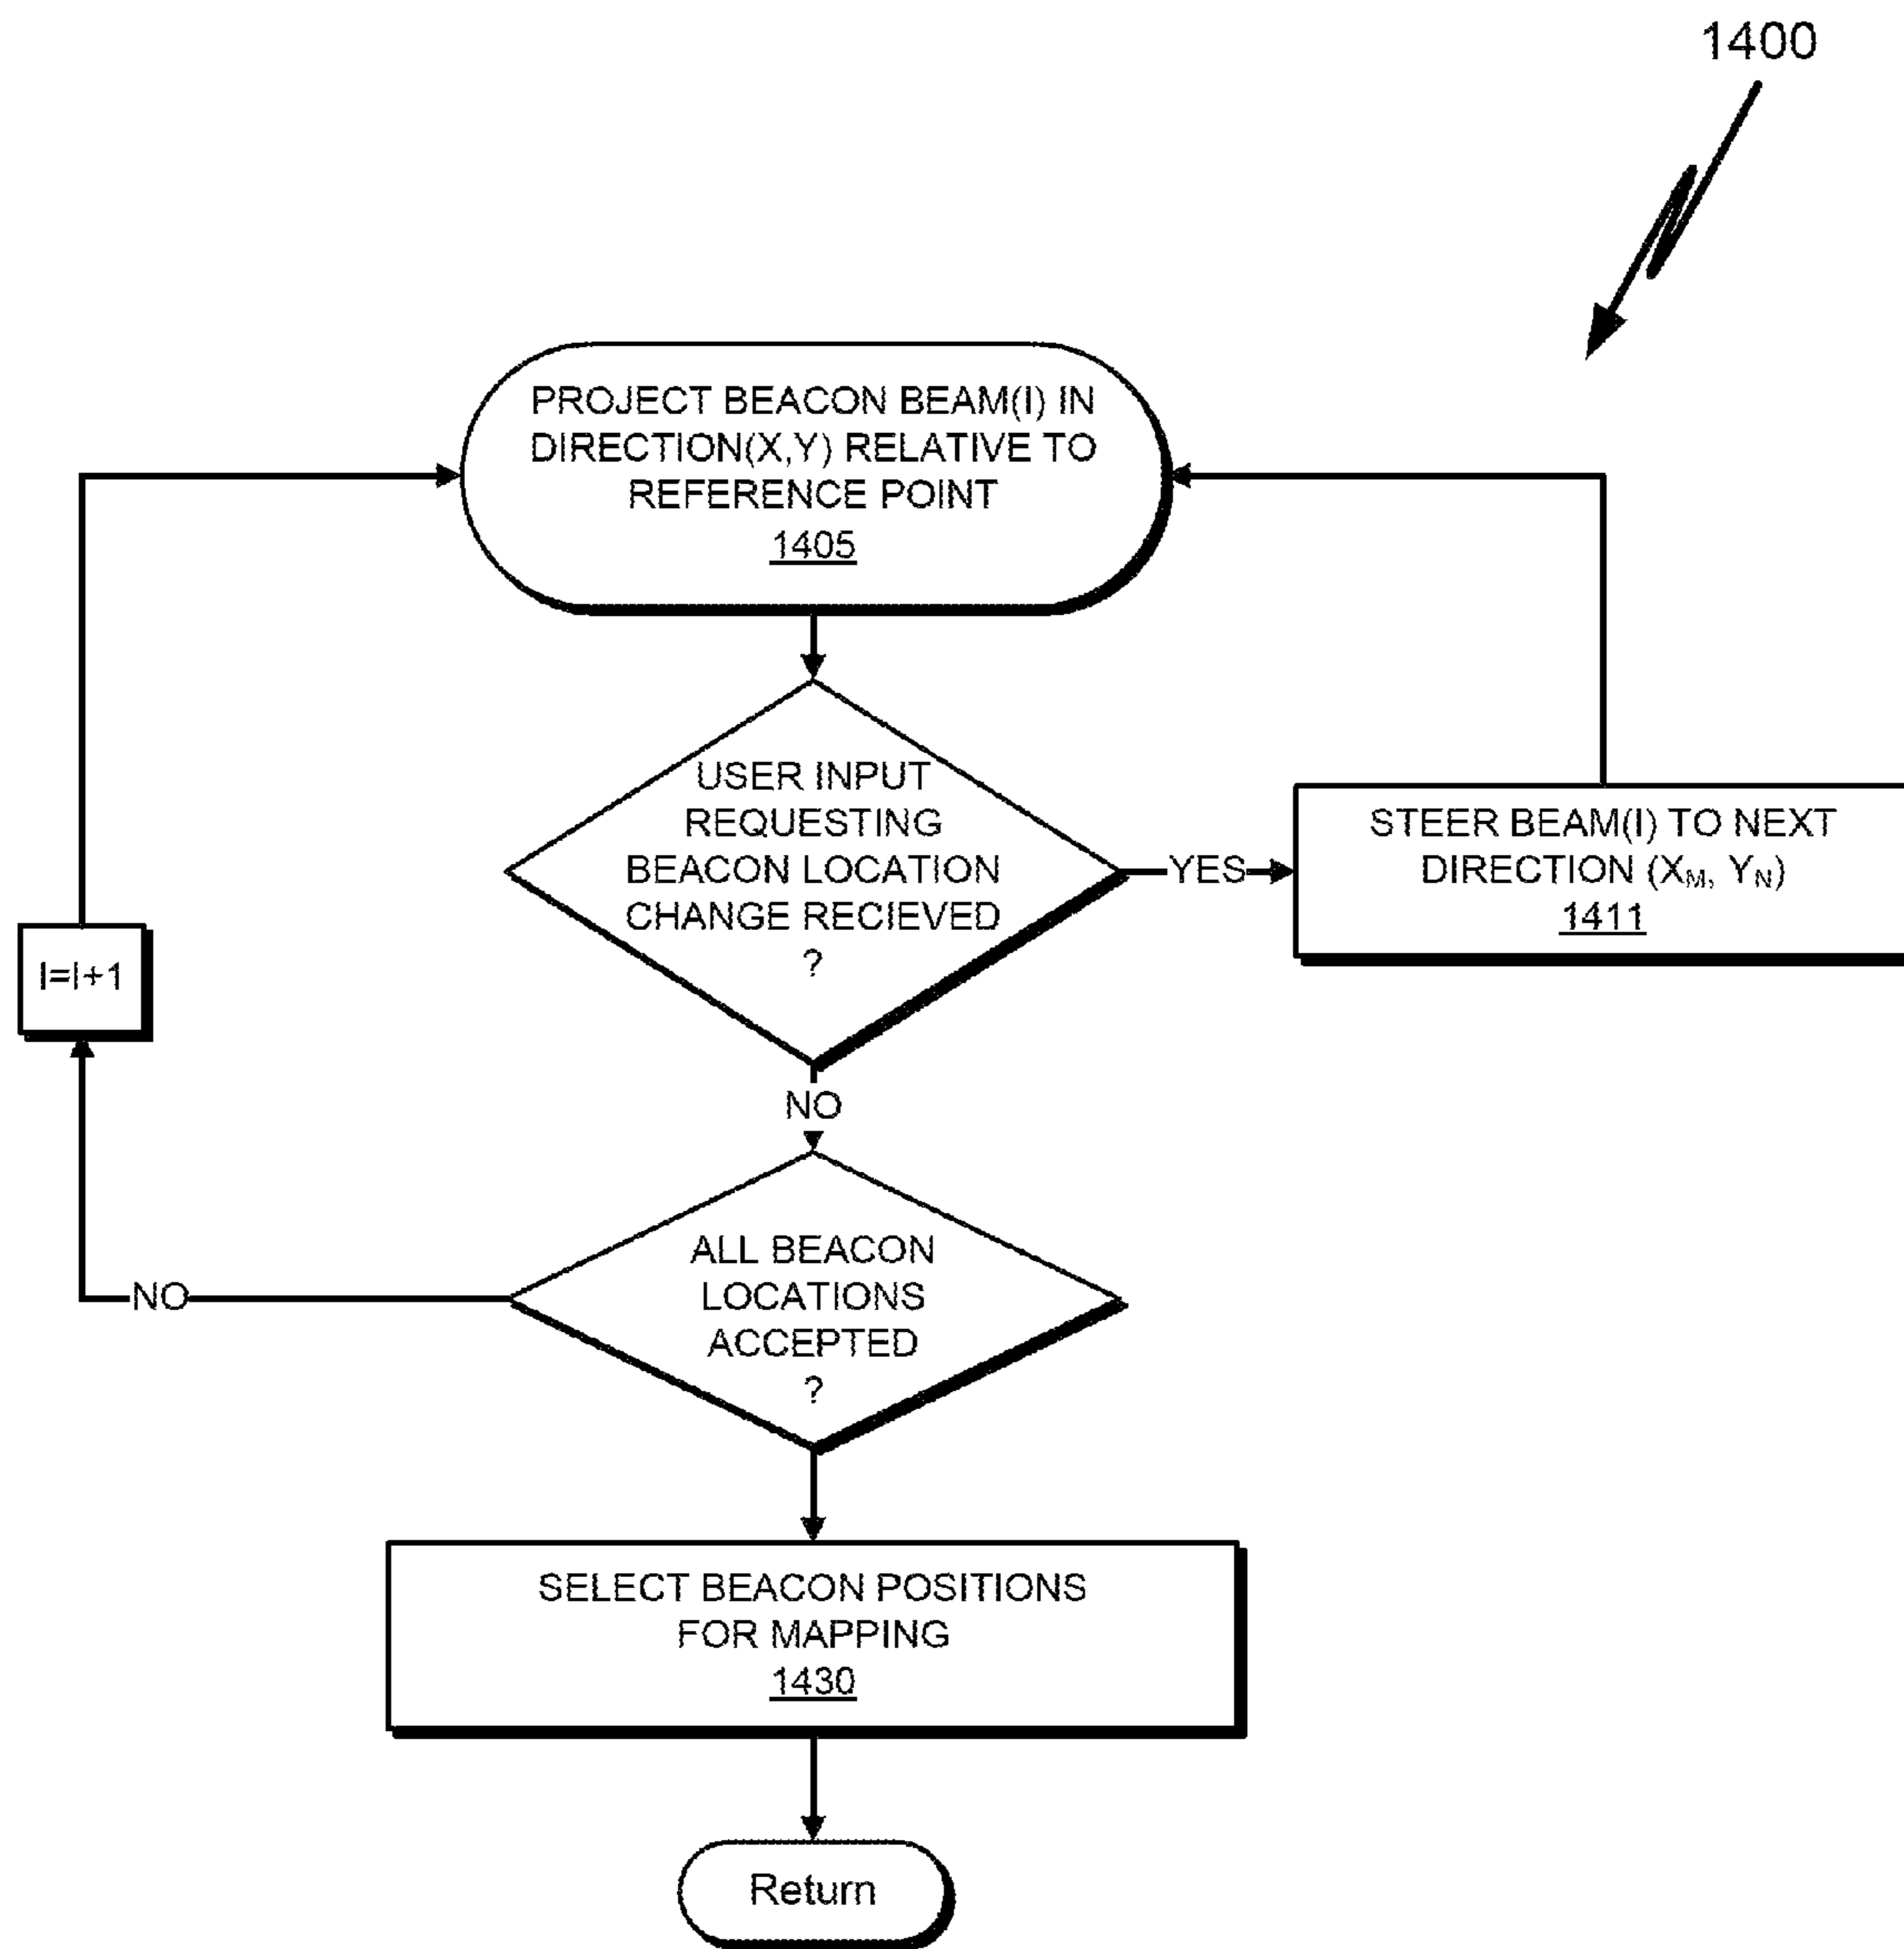 1400
PROJECT BEACON BEAM(I) IN
DIRECTION(X,Y) RELATIVE TO
REFERENCE POINT
1405
USER INPUT
REQUESTING
BEACON LOCATION
CHANGE RECIEVED
?
YES
STEER BEAM(I) TO NEXT
DIRECTION (XM, YN)
1411
I=I+1
NO
ALL BEACON
LOCATIONS
ACCEPTED
?
NO
SELECT BEACON POSITIONS
FOR MAPPING
1430
Return